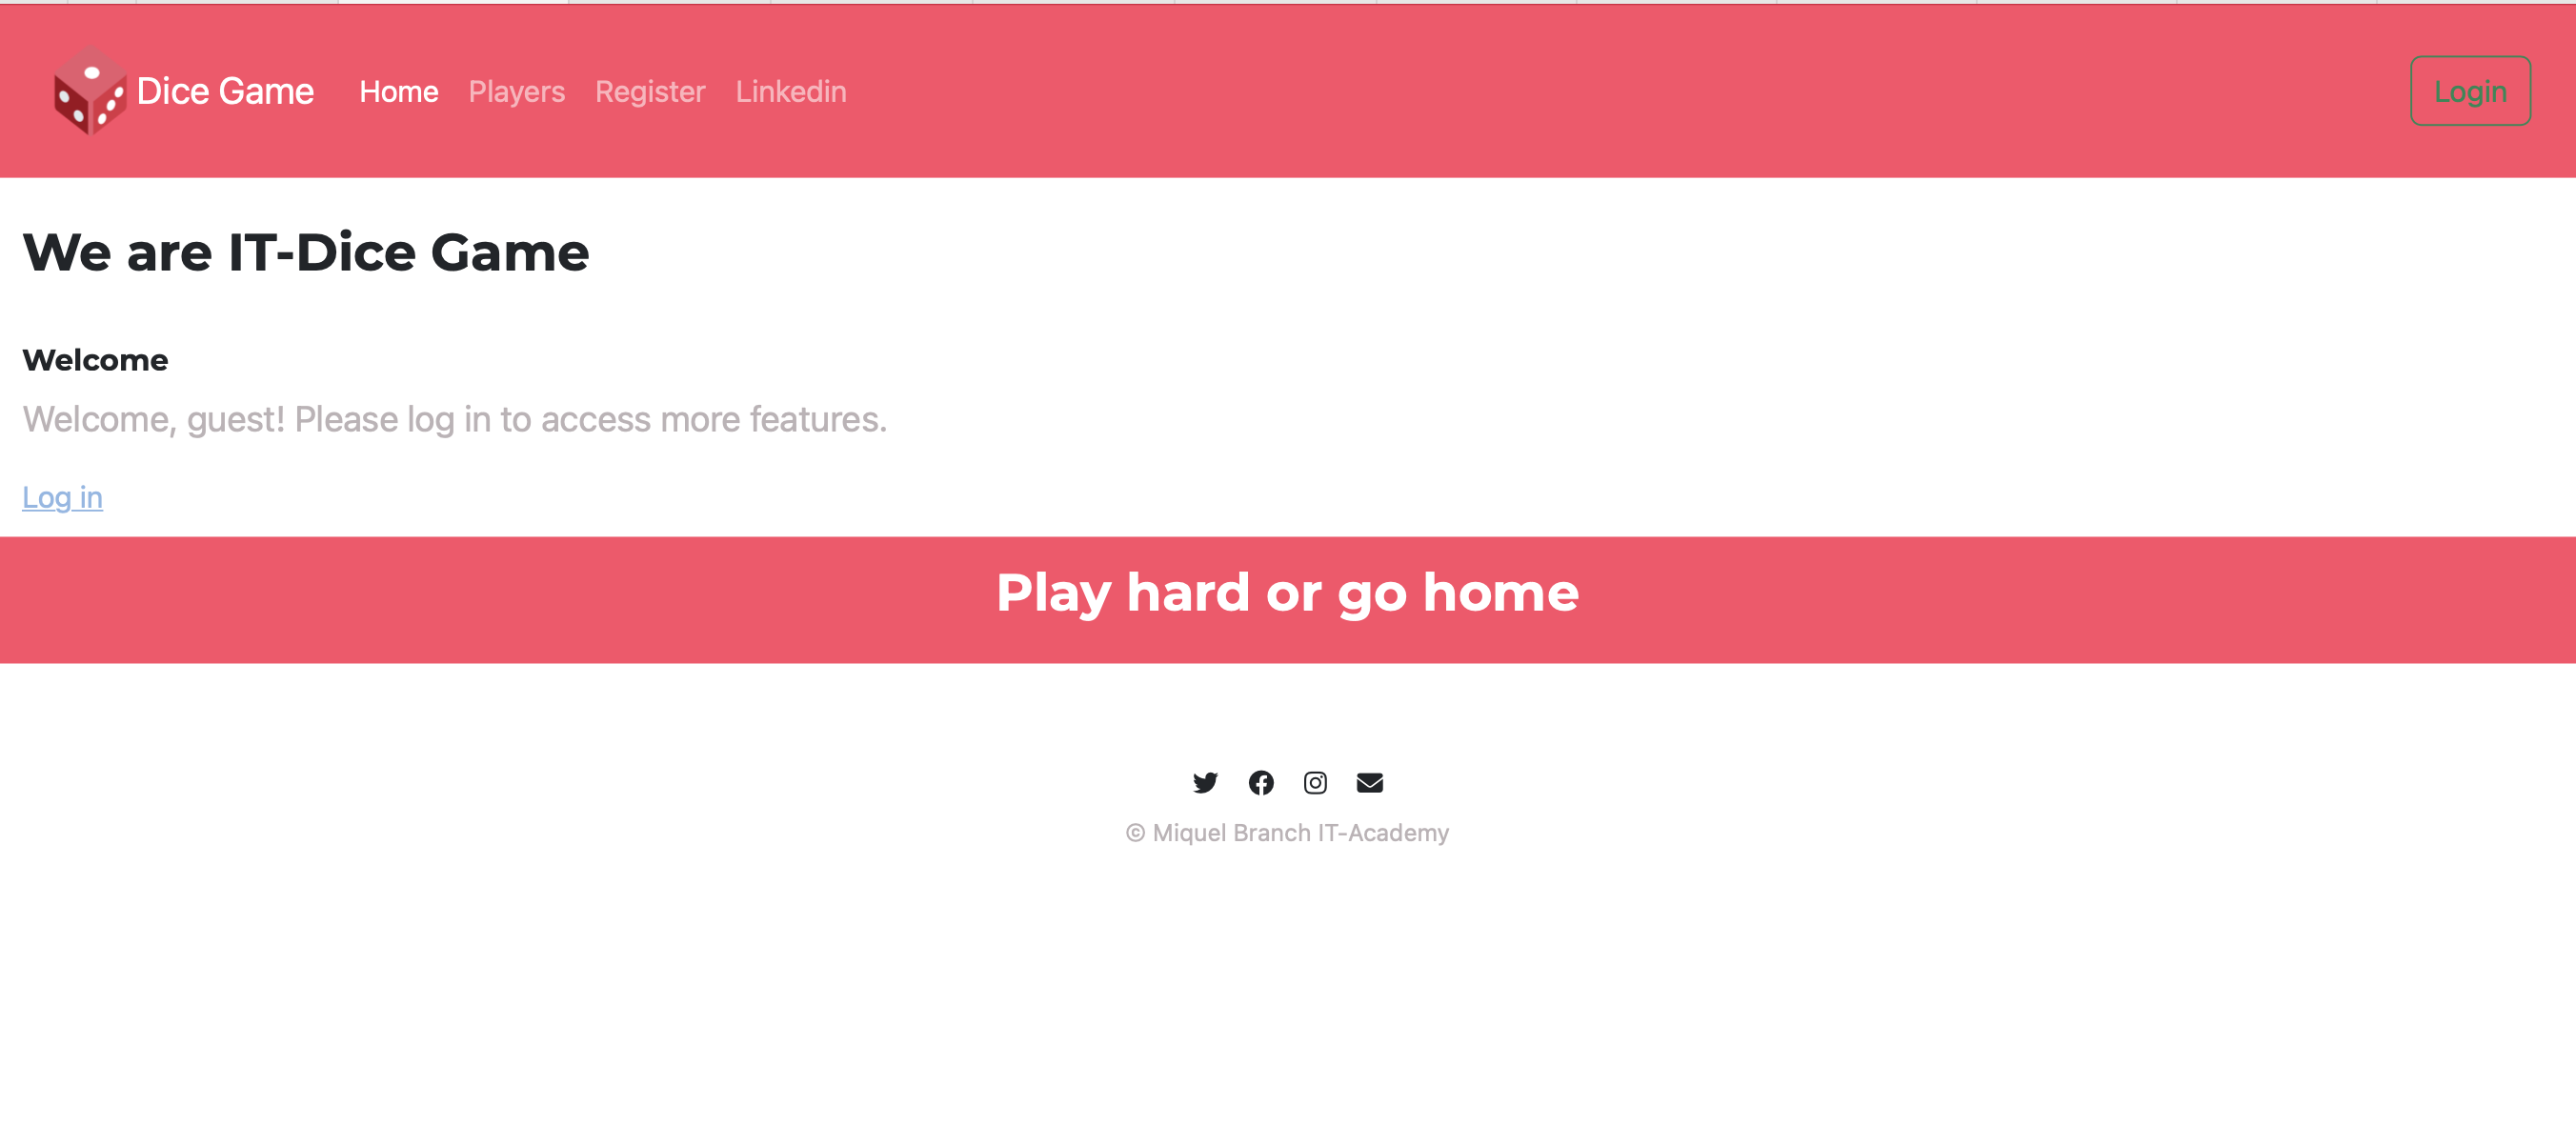 Dice Game Home Players Register Linkedin Login
We are IT-Dice Game
Welcome
Welcome, guest! Please log in to access more features.
Log in
Play hard or go home
© Miquel Branch IT-Academy